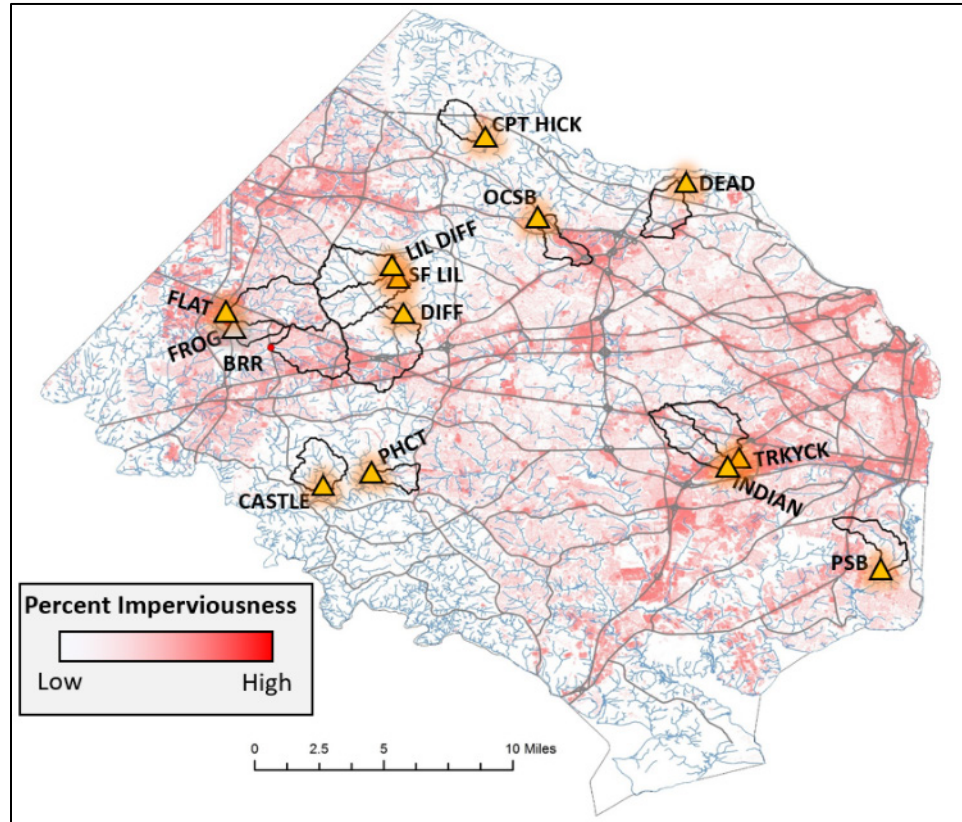 CPT HICK
DEAD
OCSB
LIL DIFF
SF LIL
FLAT
DIFF
FROG
BRR
PHCT
TRKYCK
CASTLE
INDIAN
PSB
Percent Imperviousness
Low High
0 2.5 5 10 Miles